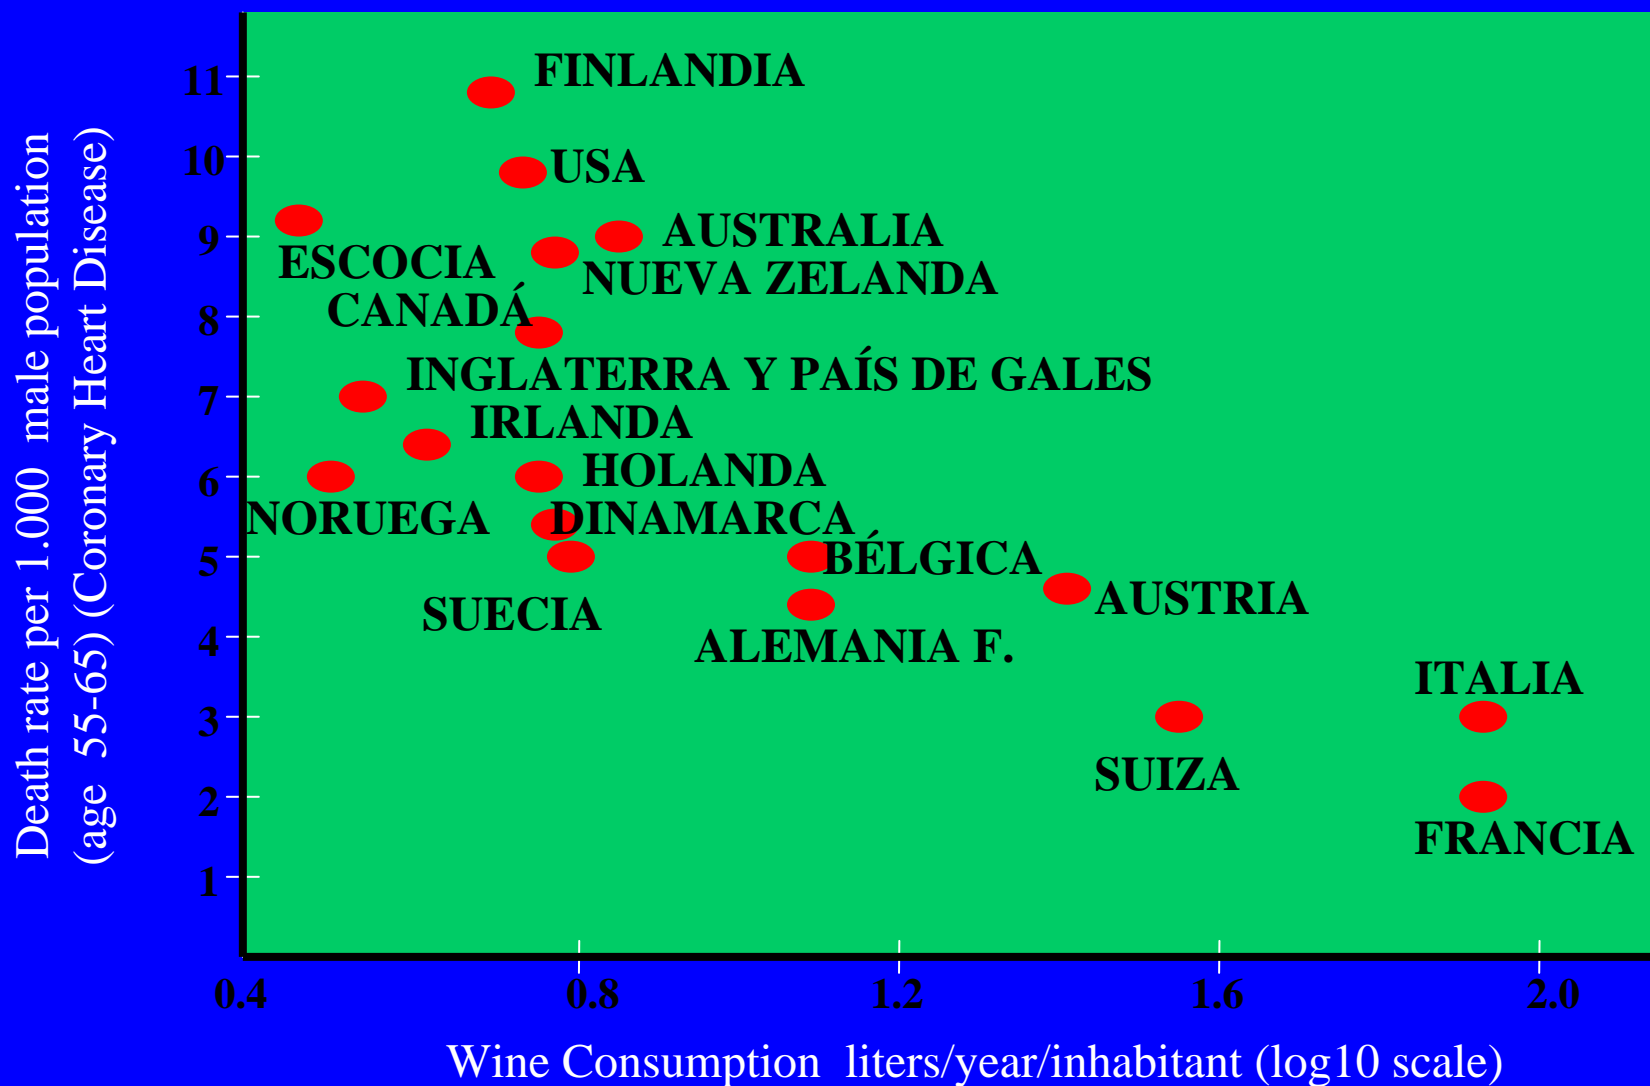 Death rate per 1.000 male population
(age 55-65) (Coronary Heart Disease)
11
10
9
8
7
6
5
4
3
2
1
FINLANDIA
USA
AUSTRALIA
ESCOCIA
NUEVA ZELANDA
CANADÁ
INGLATERRA Y PAÍS DE GALES
IRLANDA
HOLANDA
NORUEGA
DINAMARCA
BÉLGICA
AUSTRIA
SUECIA
ALEMANIA F.
ITALIA
SUIZA
FRANCIA
0.4 0.8 1.2 1.6 2.0
Wine Consumption liters/year/inhabitant (log10 scale)